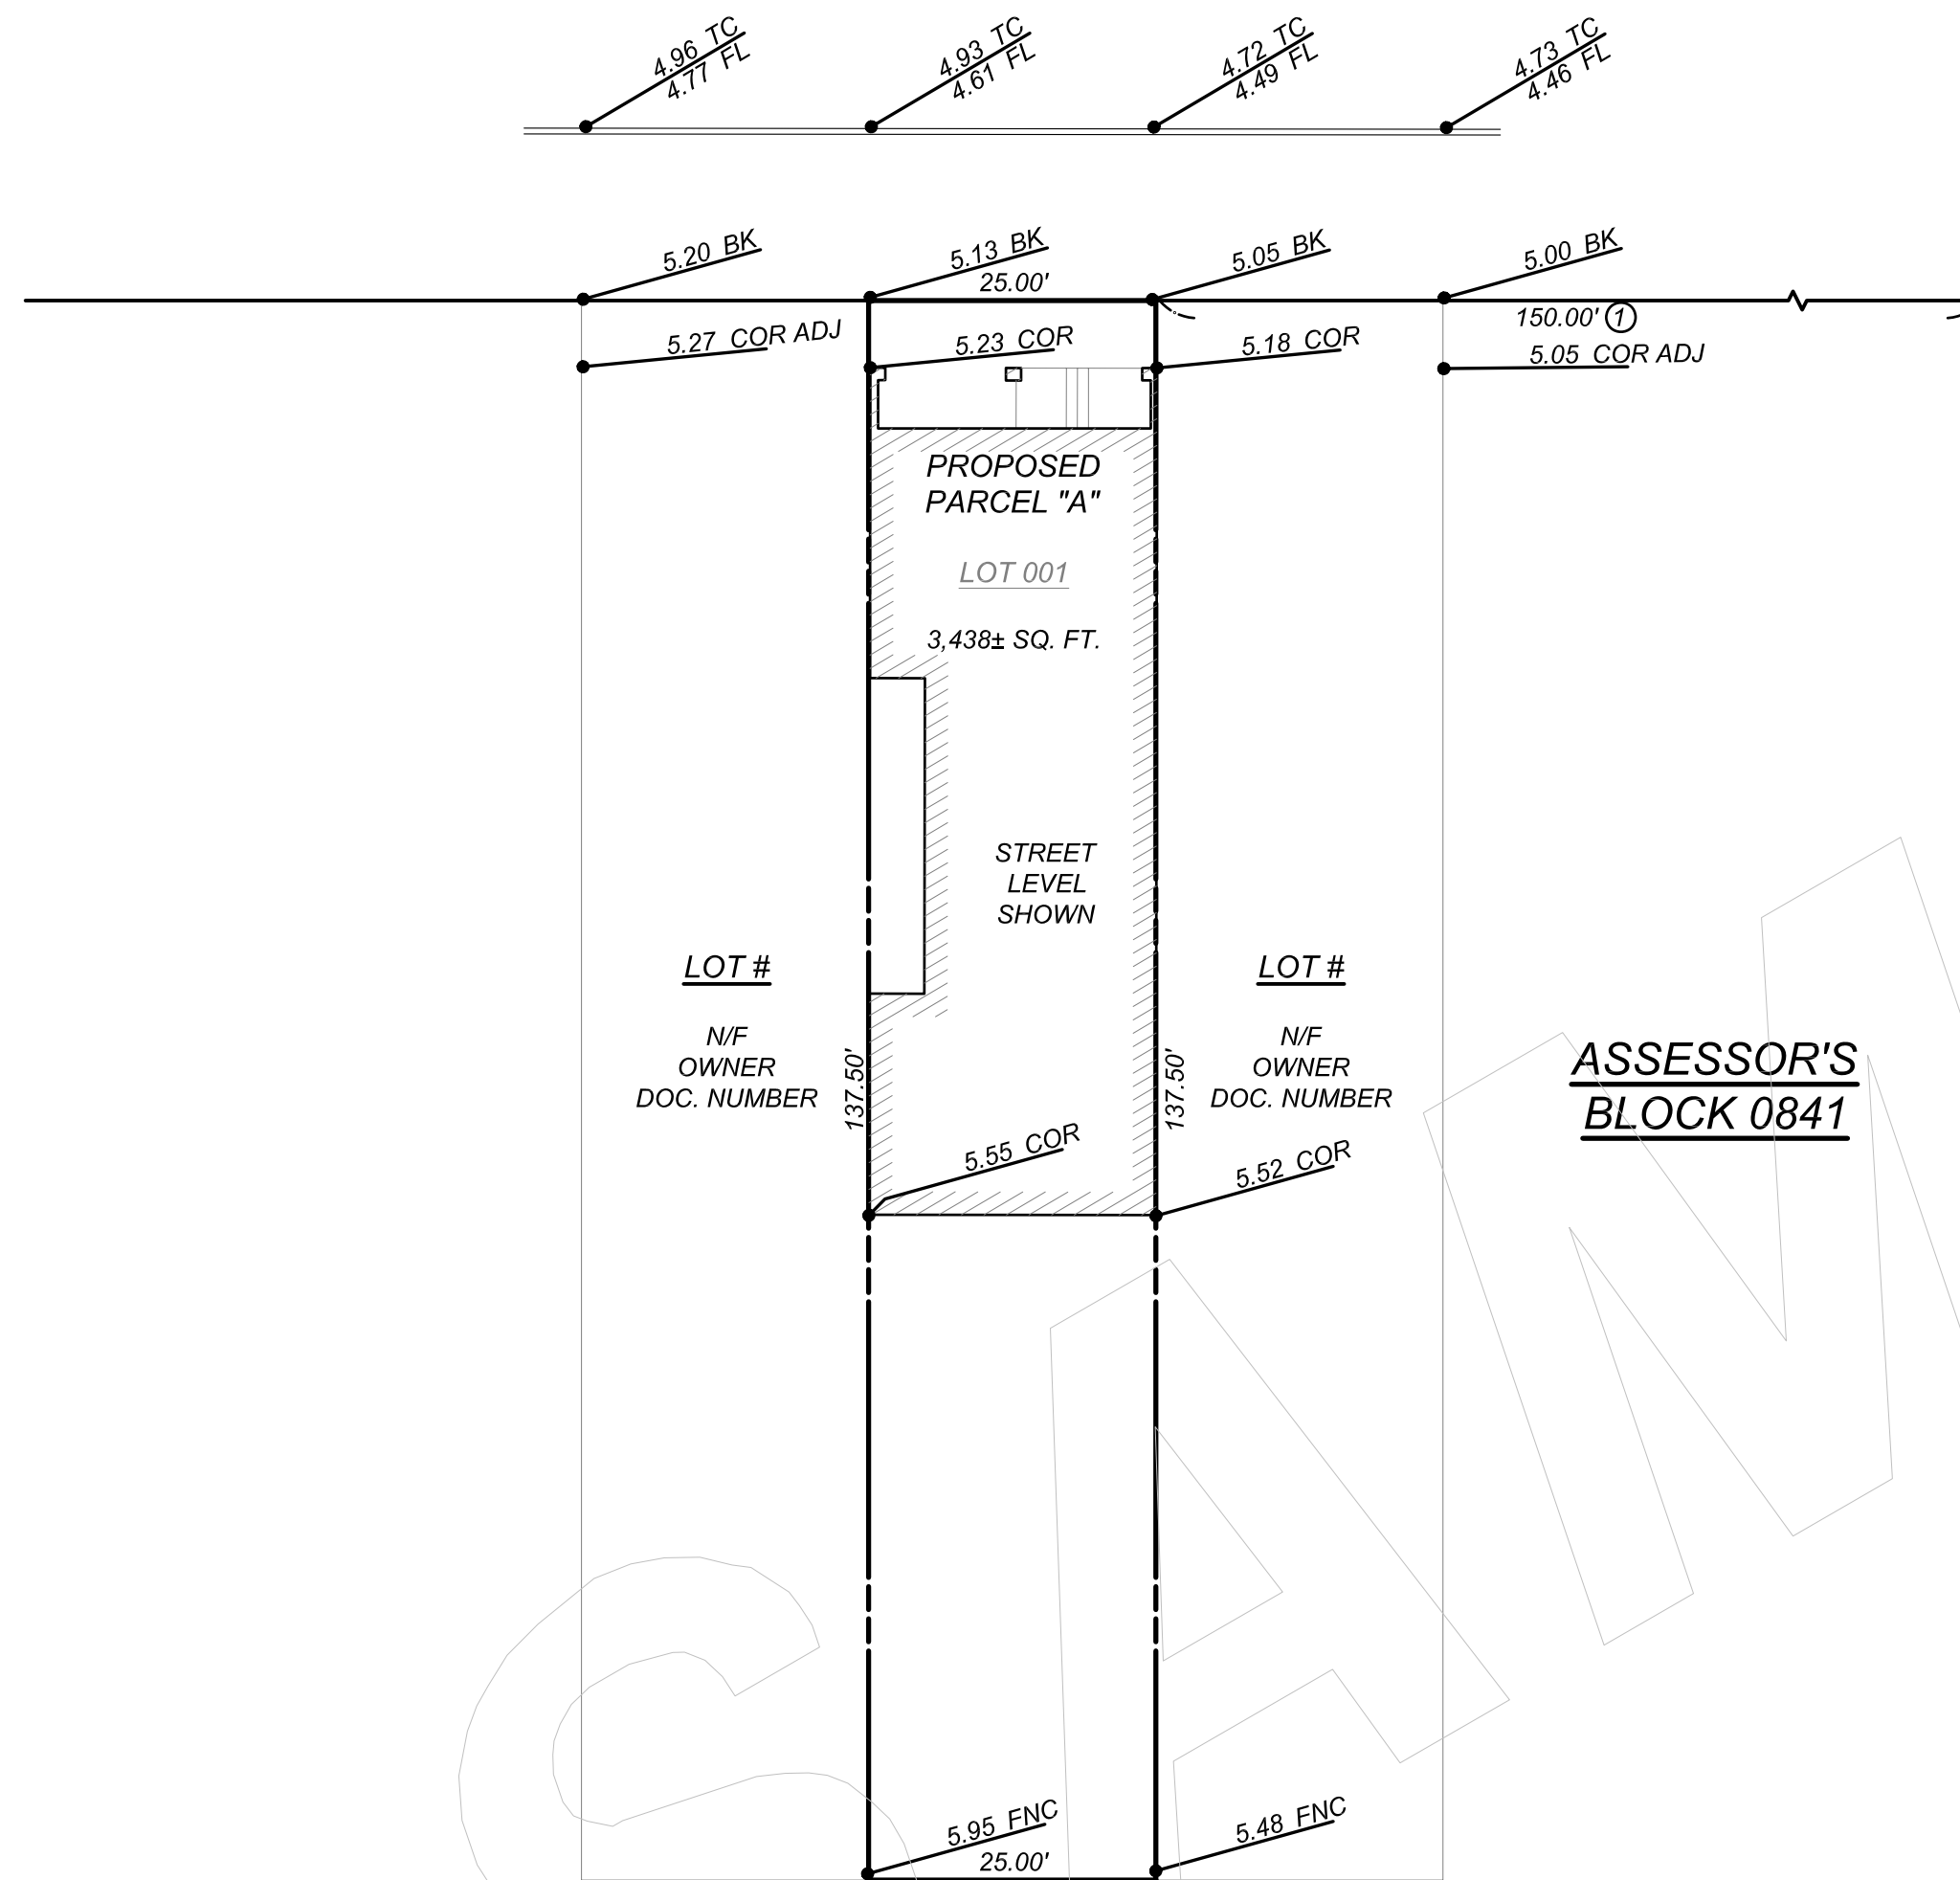 4.96 TC
4.77 FL
4.93 TC
4.61 FL
4.72 TC
4.49 FL
4.73 TC
4.46 FL
5.20 BK
5.13 BK
5.05 BK
5.00 BK
25.00'
150.00' 1
5.27 COR ADJ
5.23 COR
5.18 COR
5.05 COR ADJ
PROPOSED
PARCEL "A"
LOT 001
3,438± SQ. FT.
STREET
LEVEL
SHOWN
LOT #
N/F
OWNER
DOC. NUMBER
137.50'
137.50'
LOT #
N/F
OWNER
DOC. NUMBER
ASSESSOR'S
BLOCK 0841
5.55 COR
5.52 COR
5.95 FNC
5.48 FNC
25.00'
SAM